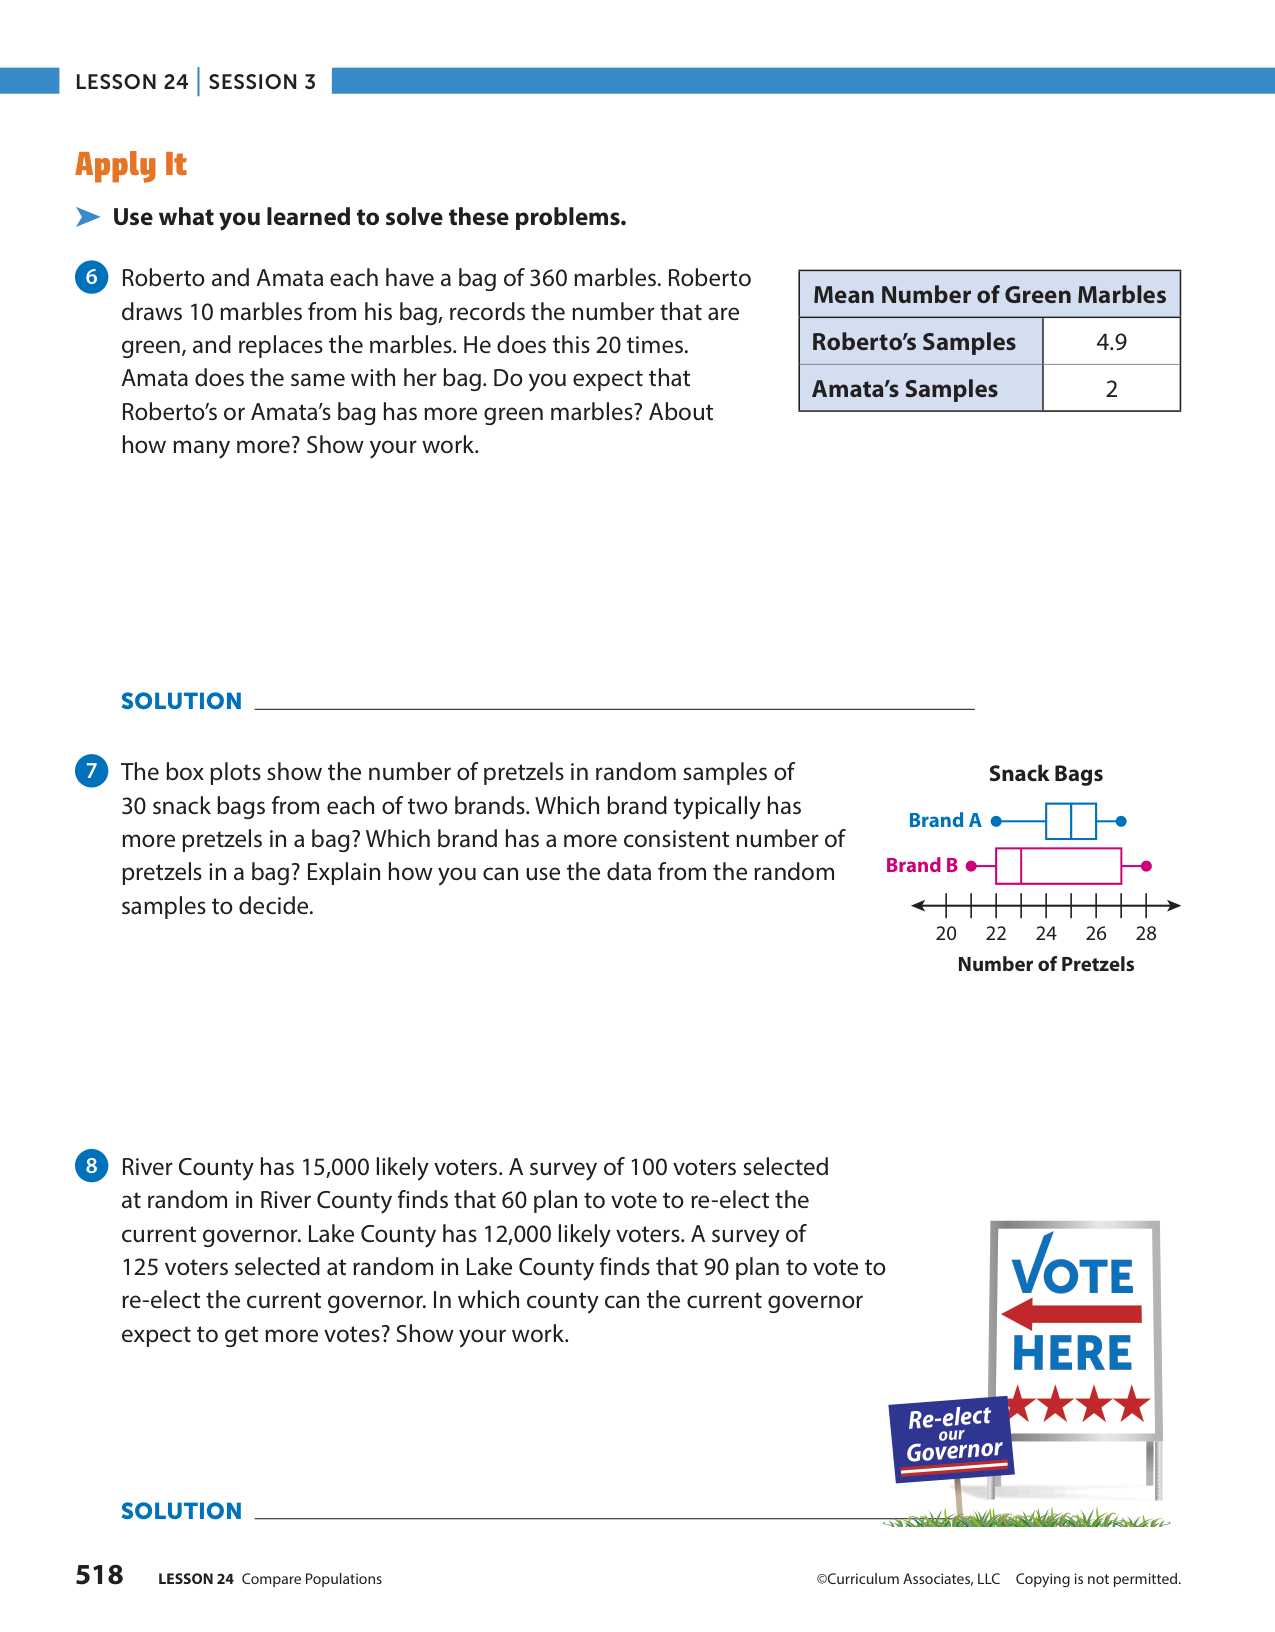 LESSON 24 | SESSION 3
Apply It
Use what you learned to solve these problems.
6 Roberto and Amata each have a bag of 360 marbles. Roberto
draws 10 marbles from his bag, records the number that are
green, and replaces the marbles. He does this 20 times.
Amata does the same with her bag. Do you expect that
Roberto's or Amata's bag has more green marbles? About
how many more? Show your work.
Mean Number of Green Marbles
Roberto's Samples 4.9
Amata's Samples 2
SOLUTION
7 The box plots show the number of pretzels in random samples of
30 snack bags from each of two brands. Which brand typically has
more pretzels in a bag? Which brand has a more consistent number of
pretzels in a bag? Explain how you can use the data from the random
samples to decide.
Snack Bags
Brand A
Brand B
20 22 24 26 28
Number of Pretzels
8 River County has 15,000 likely voters. A survey of 100 voters selected
at random in River County finds that 60 plan to vote to re-elect the
current governor. Lake County has 12,000 likely voters. A survey of
125 voters selected at random in Lake County finds that 90 plan to vote to
re-elect the current governor. In which county can the current governor
expect to get more votes? Show your work.
VOTE
HERE
Re-elect
our
Governor
SOLUTION
518 LESSON 24 Compare Populations
©Curriculum Associates, LLC Copying is not permitted.